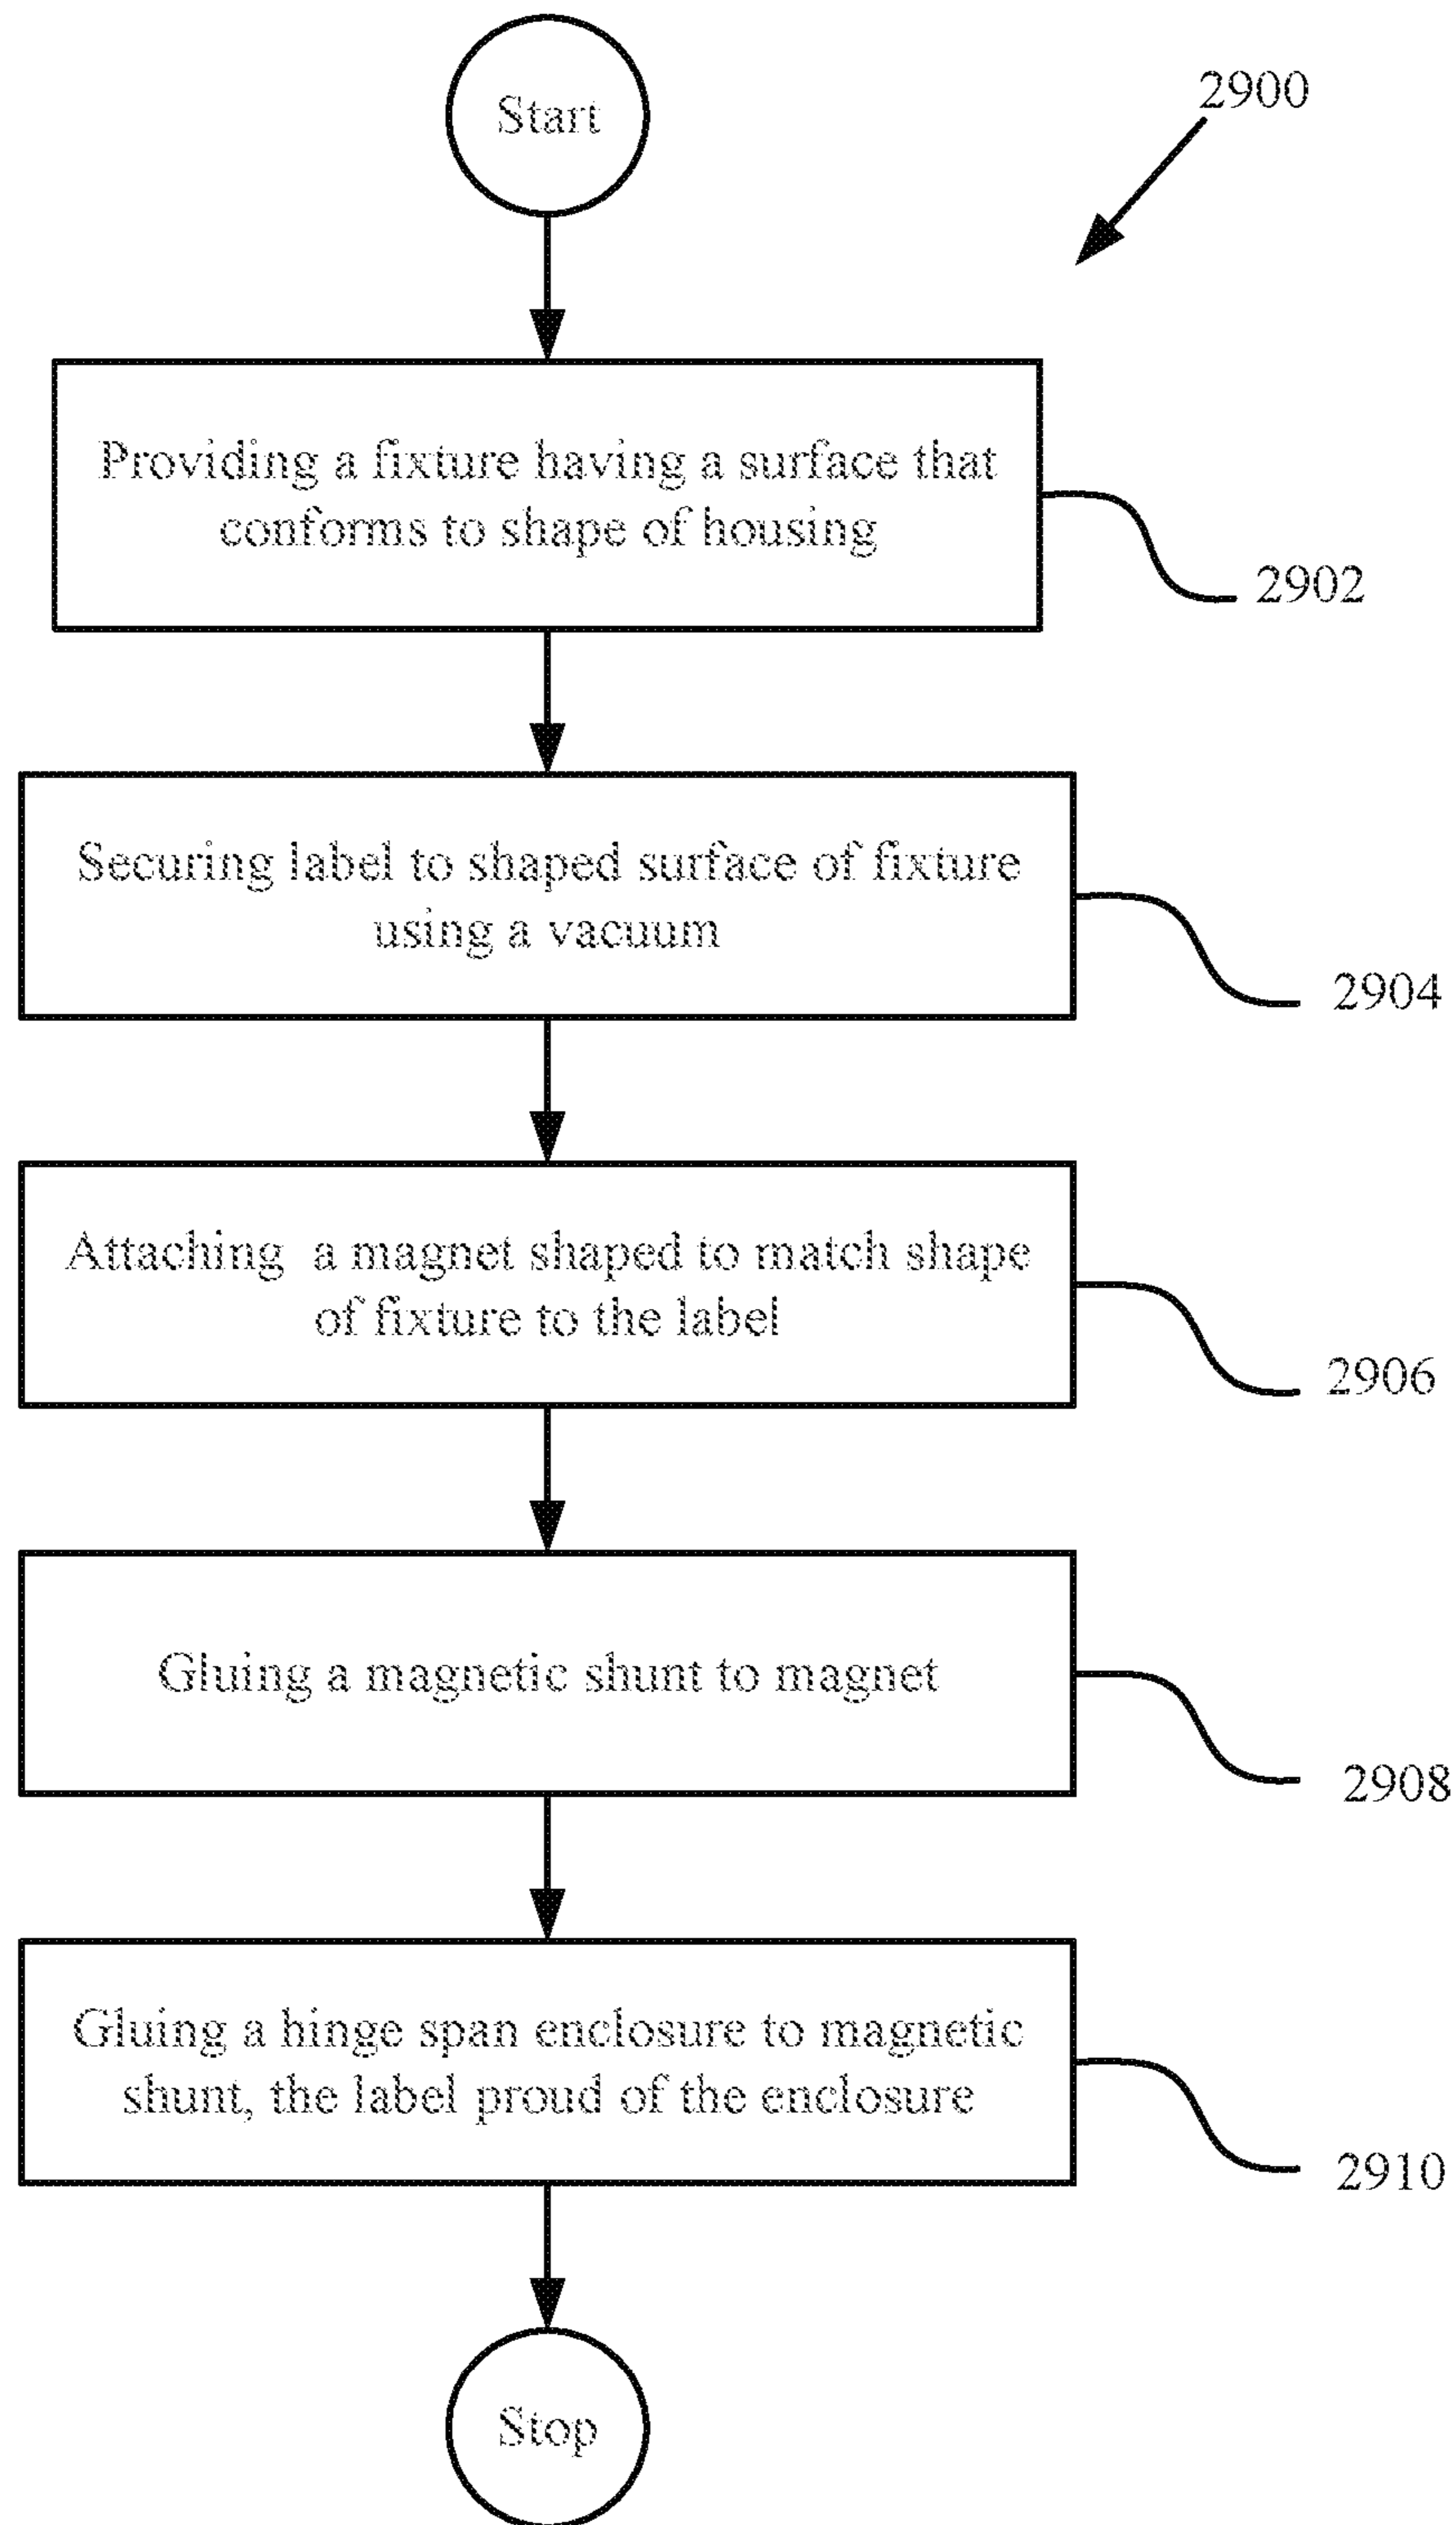 Start
2900
Providing a fixture having a surface that
conforms to shape of housing
2902
Securing label to shaped surface of fixture
using a vacuum
2904
Attaching a magnet shaped to match shape
of fixture to the label
2906
Gluing a magnetic shunt to magnet
2908
Gluing a hinge span enclosure to magnetic
shunt, the label proud of the enclosure
2910
Stop